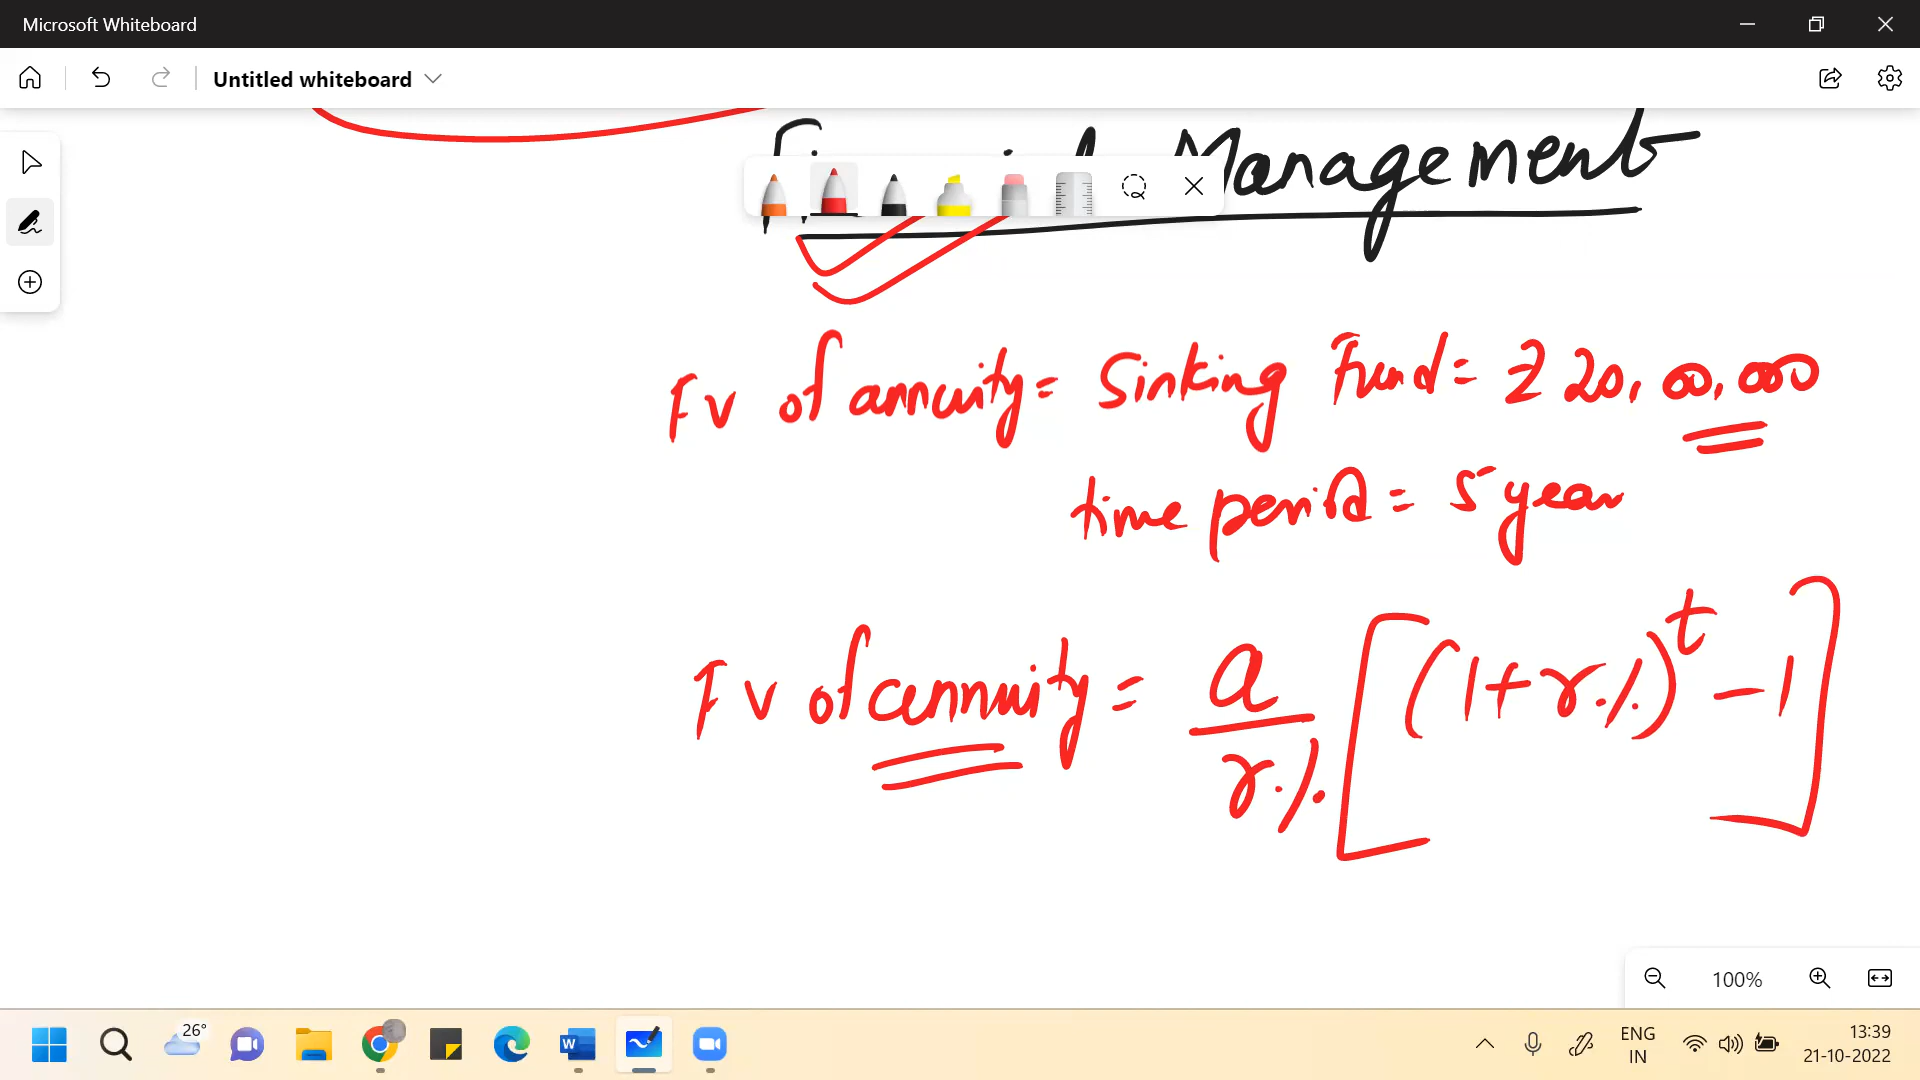 Microsoft Whiteboard
Untitled whiteboard
Financial Management
FV of annuity = Sinking Fund = ₹ 20,00,000
time period = 5 year
FV of annuity = a/r% [(1+r%)^t - 1]
100%
26°
ENG
IN
13:39
21-10-2022